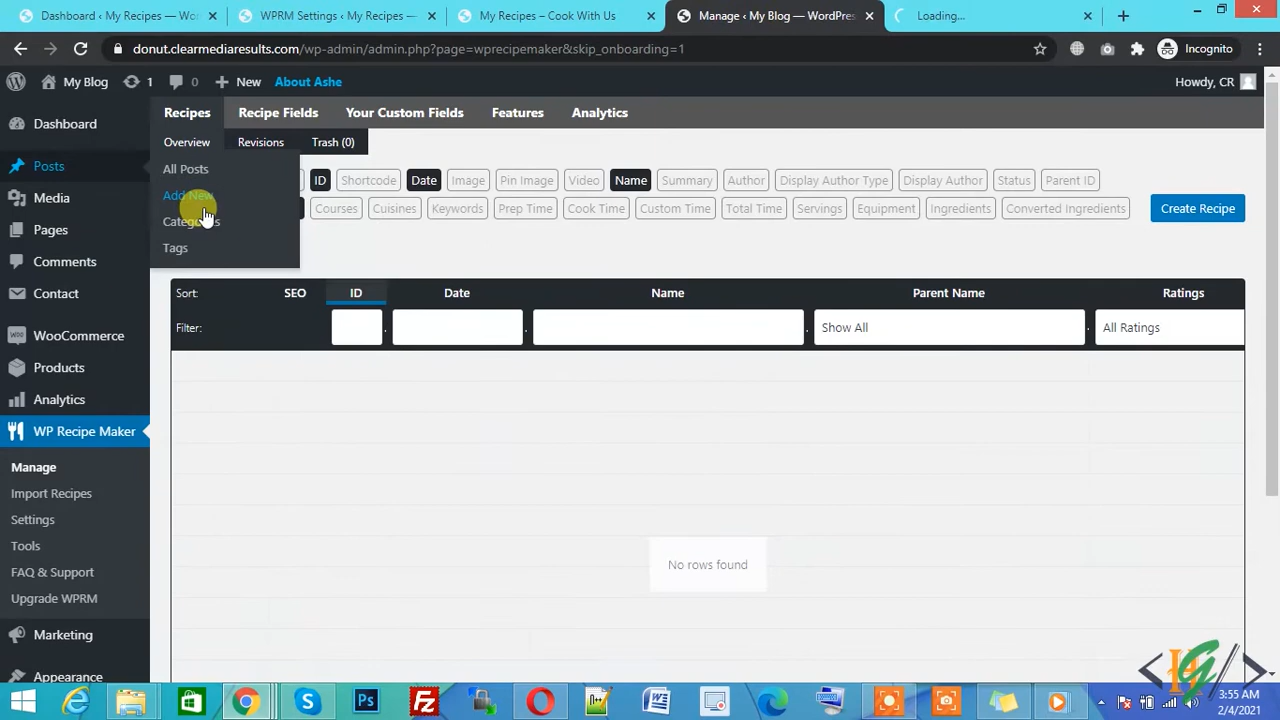 Dashboard ‹ My Recipes — Wo
WPRM Settings ‹ My Recipes —
My Recipes – Cook With Us
Manage ‹ My Blog — WordPres
Loading...
donut.clearmediaresults.com/wp-admin/admin.php?page=wprecipemaker&skip_onboarding=1
Incognito
My Blog 1 0 New About Ashe Howdy, CR
Dashboard
Posts
Media
Pages
Comments
Contact
WooCommerce
Products
Analytics
WP Recipe Maker
Manage
Import Recipes
Settings
Tools
FAQ & Support
Upgrade WPRM
Marketing
Appearance
Recipes Recipe Fields Your Custom Fields Features Analytics
Overview Revisions Trash (0)
All Posts
Add New
Categories
Tags
ID Shortcode Date Image Pin Image Video Name Summary Author Display Author Type Display Author Status Parent ID
Courses Cuisines Keywords Prep Time Cook Time Custom Time Total Time Servings Equipment Ingredients Converted Ingredients
Create Recipe
Sort: SEO ID Date Name Parent Name Ratings
Filter: Show All All Ratings
No rows found
3:55 AM
2/4/2021